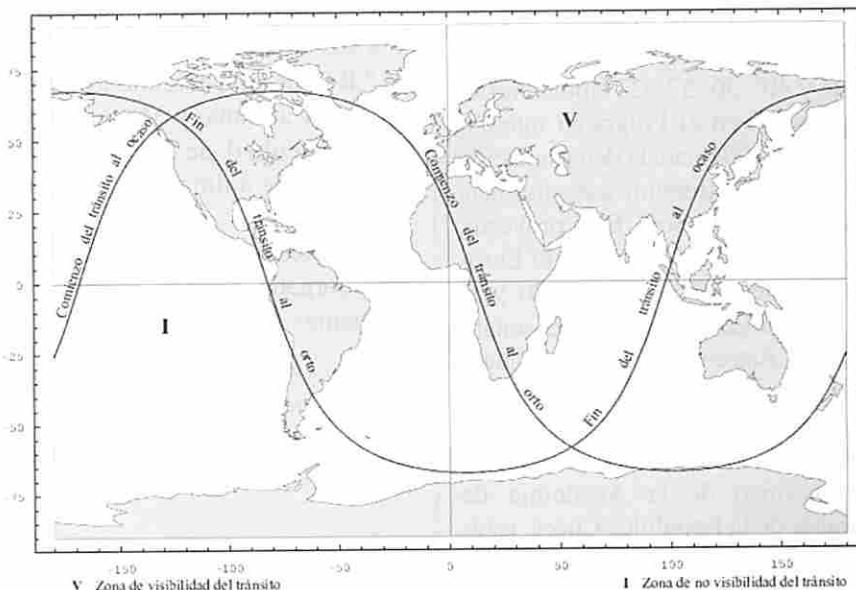 75
50
25
0
-25
-50
-75
-150
-100
-50
0
50
100
150
Comienzo del tránsito al ocaso
Fin del tránsito al orto
Comienzo del tránsito al orto
Fin del tránsito al ocaso
V
I
V Zona de visibilidad del tránsito
I Zona de no visibilidad del tránsito